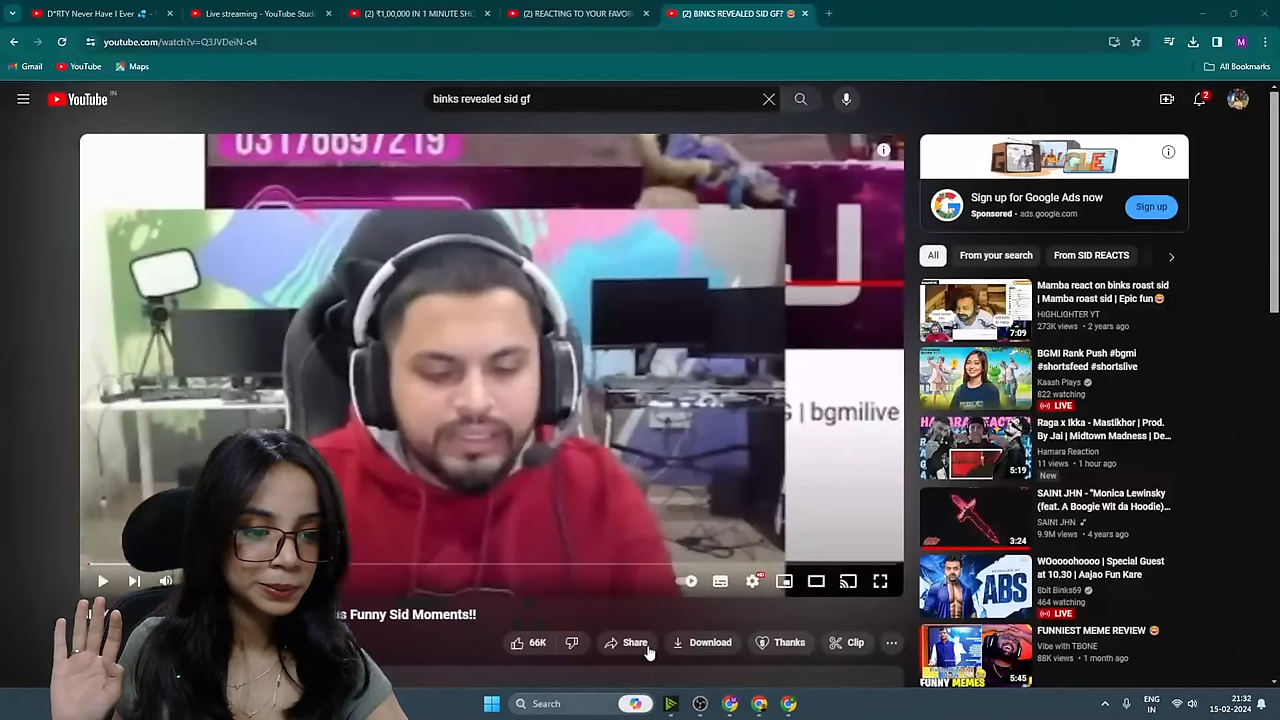 D*RTY Never Have I Ever 💦 -
Live streaming - YouTube Studi
(2) ₹1,00,000 IN 1 MINUTE SH
(2) REACTING TO YOUR FAVOR
(2) BINKS REVEALED SID GF? 🤩
youtube.com/watch?v=Q3JVDeiN-o4
M
Gmail
YouTube
Maps
All Bookmarks
YouTube IN
binks revealed sid gf
2
03176697219
G | bgmilive
HD
s Funny Sid Moments!!
66K
Share
Download
Thanks
Clip
Sign up for Google Ads now
Sponsored · ads.google.com
Sign up
All
From your search
From SID REACTS
Mamba react on binks roast sid
| Mamba roast sid | Epic fun😂
HIGHLIGHTER YT
273K views • 2 years ago
7:09
BGMI Rank Push #bgmi
#shortsfeed #shortslive
Kaash Plays
822 watching
LIVE
Raga x Ikka - Mastikhor | Prod.
By Jai | Midtown Madness | De...
Hamara Reaction
11 views • 1 hour ago
New
5:19
SAINt JHN - "Monica Lewinsky
(feat. A Boogie Wit da Hoodie)...
SAINt JHN
9.9M views • 4 years ago
3:24
WOoooohoooo | Special Guest
at 10.30 | Aajao Fun Kare
8bit Binks69
464 watching
LIVE
ABS
FUNNIEST MEME REVIEW 🤩
Vibe with TBONE
88K views • 1 month ago
5:45
FUNNY MEMES
Search
ENG
IN
21:32
15-02-2024